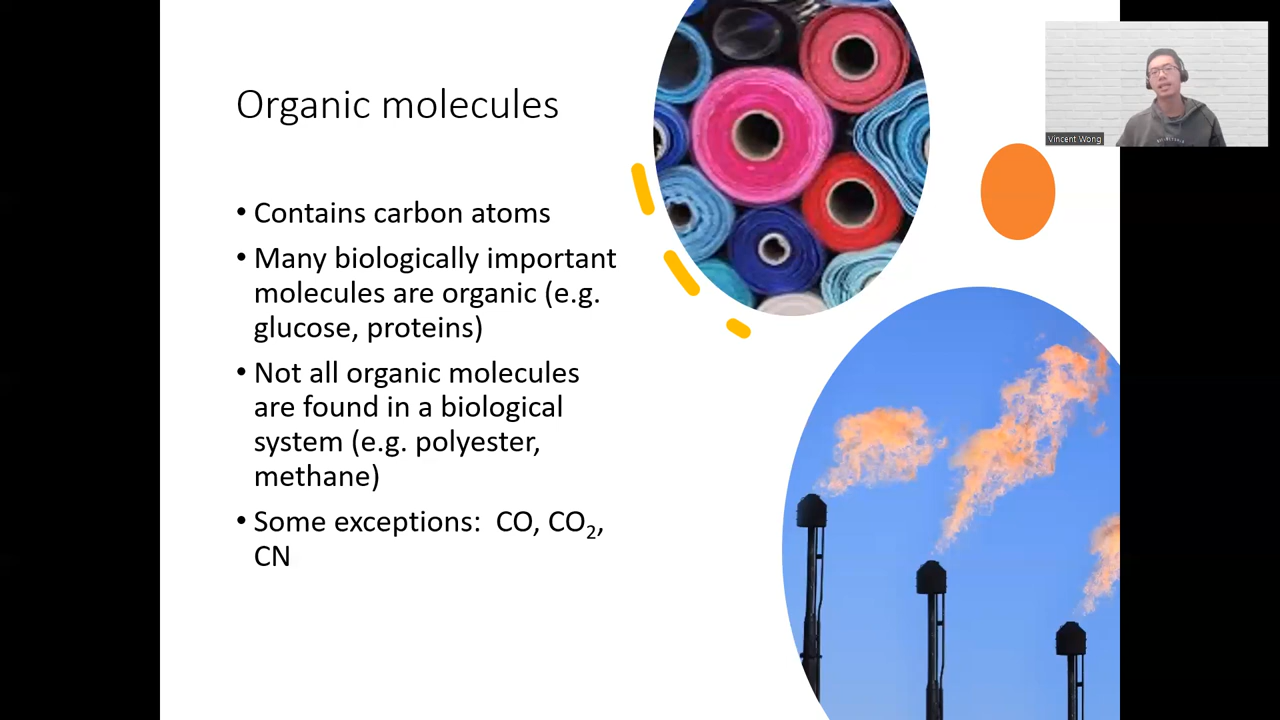 Organic molecules
• Contains carbon atoms
• Many biologically important
molecules are organic (e.g.
glucose, proteins)
• Not all organic molecules
are found in a biological
system (e.g. polyester,
methane)
• Some exceptions: CO, CO₂,
CN
Vincent Wong